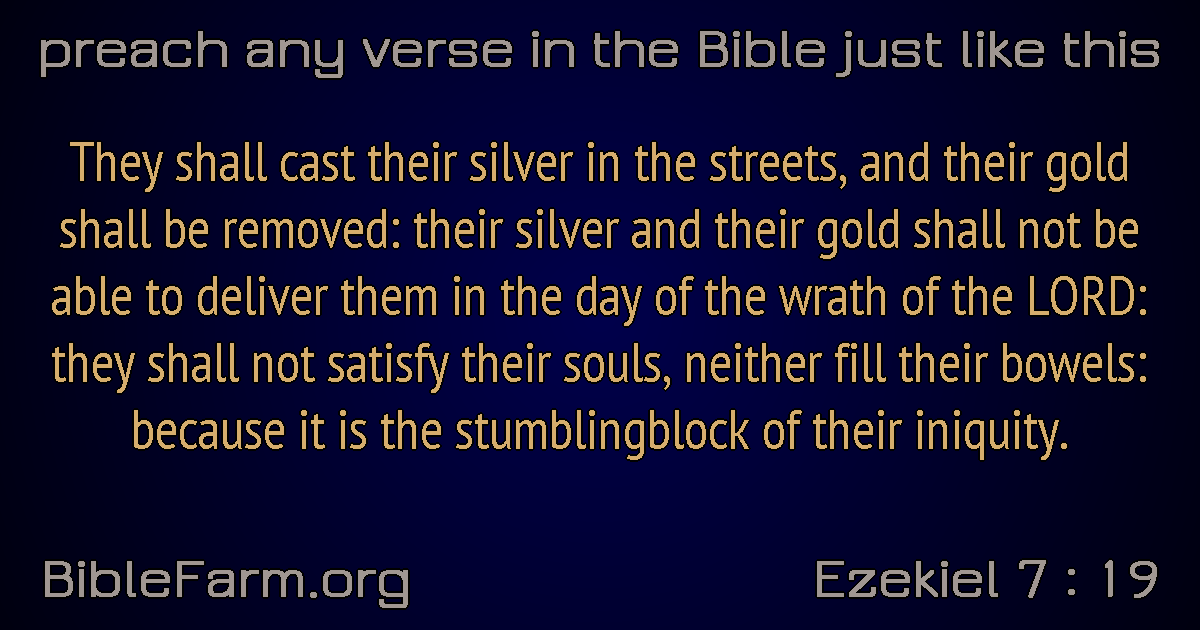 preach any verse in the Bible just like this
They shall cast their silver in the streets, and their gold
shall be removed: their silver and their gold shall not be
able to deliver them in the day of the wrath of the LORD:
they shall not satisfy their souls, neither fill their bowels:
because it is the stumblingblock of their iniquity.
BibleFarm.org
Ezekiel 7 : 19